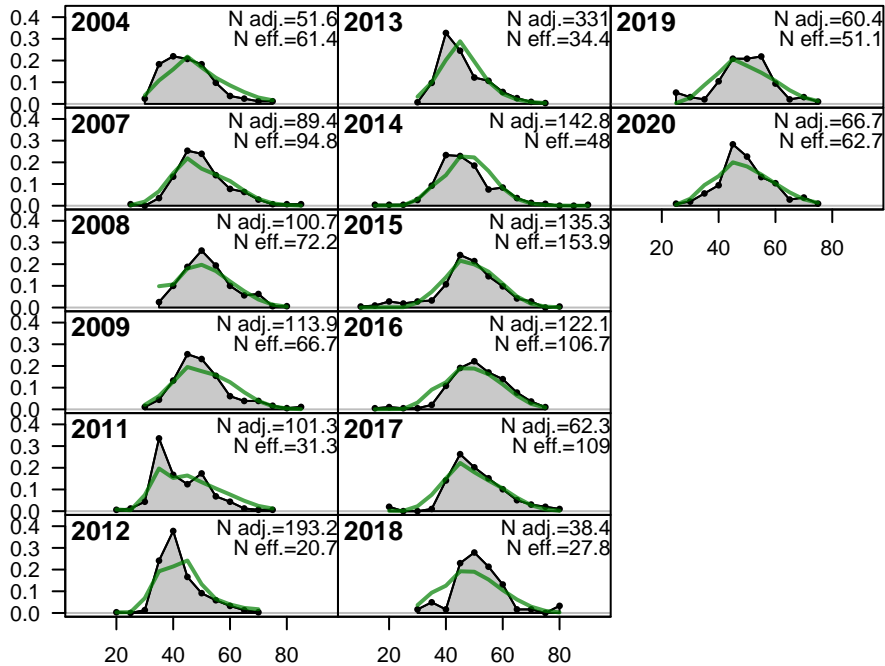 0.4
0.3
0.2
0.1
0.0
2004
N adj.=51.6
N eff.=61.4
2013
N adj.=331
N eff.=34.4
2019
N adj.=60.4
N eff.=51.1
0.4
0.3
0.2
0.1
0.0
2007
N adj.=89.4
N eff.=94.8
2014
N adj.=142.8
N eff.=48
2020
N adj.=66.7
N eff.=62.7
0.4
0.3
0.2
0.1
0.0
2008
N adj.=100.7
N eff.=72.2
2015
N adj.=135.3
N eff.=153.9
20 40 60 80
0.4
0.3
0.2
0.1
0.0
2009
N adj.=113.9
N eff.=66.7
2016
N adj.=122.1
N eff.=106.7
0.4
0.3
0.2
0.1
0.0
2011
N adj.=101.3
N eff.=31.3
2017
N adj.=62.3
N eff.=109
0.4
0.3
0.2
0.1
0.0
2012
N adj.=193.2
N eff.=20.7
2018
N adj.=38.4
N eff.=27.8
20 40 60 80
20 40 60 80